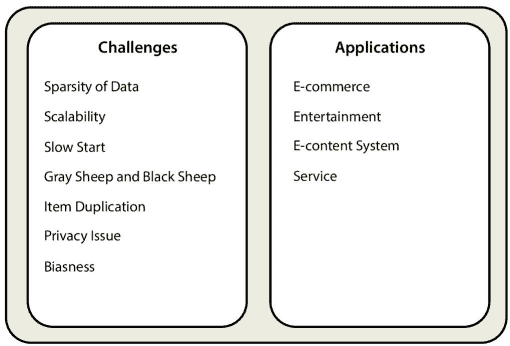 Challenges
Sparsity of Data
Scalability
Slow Start
Gray Sheep and Black Sheep
Item Duplication
Privacy Issue
Biasness
Applications
E-commerce
Entertainment
E-content System
Service